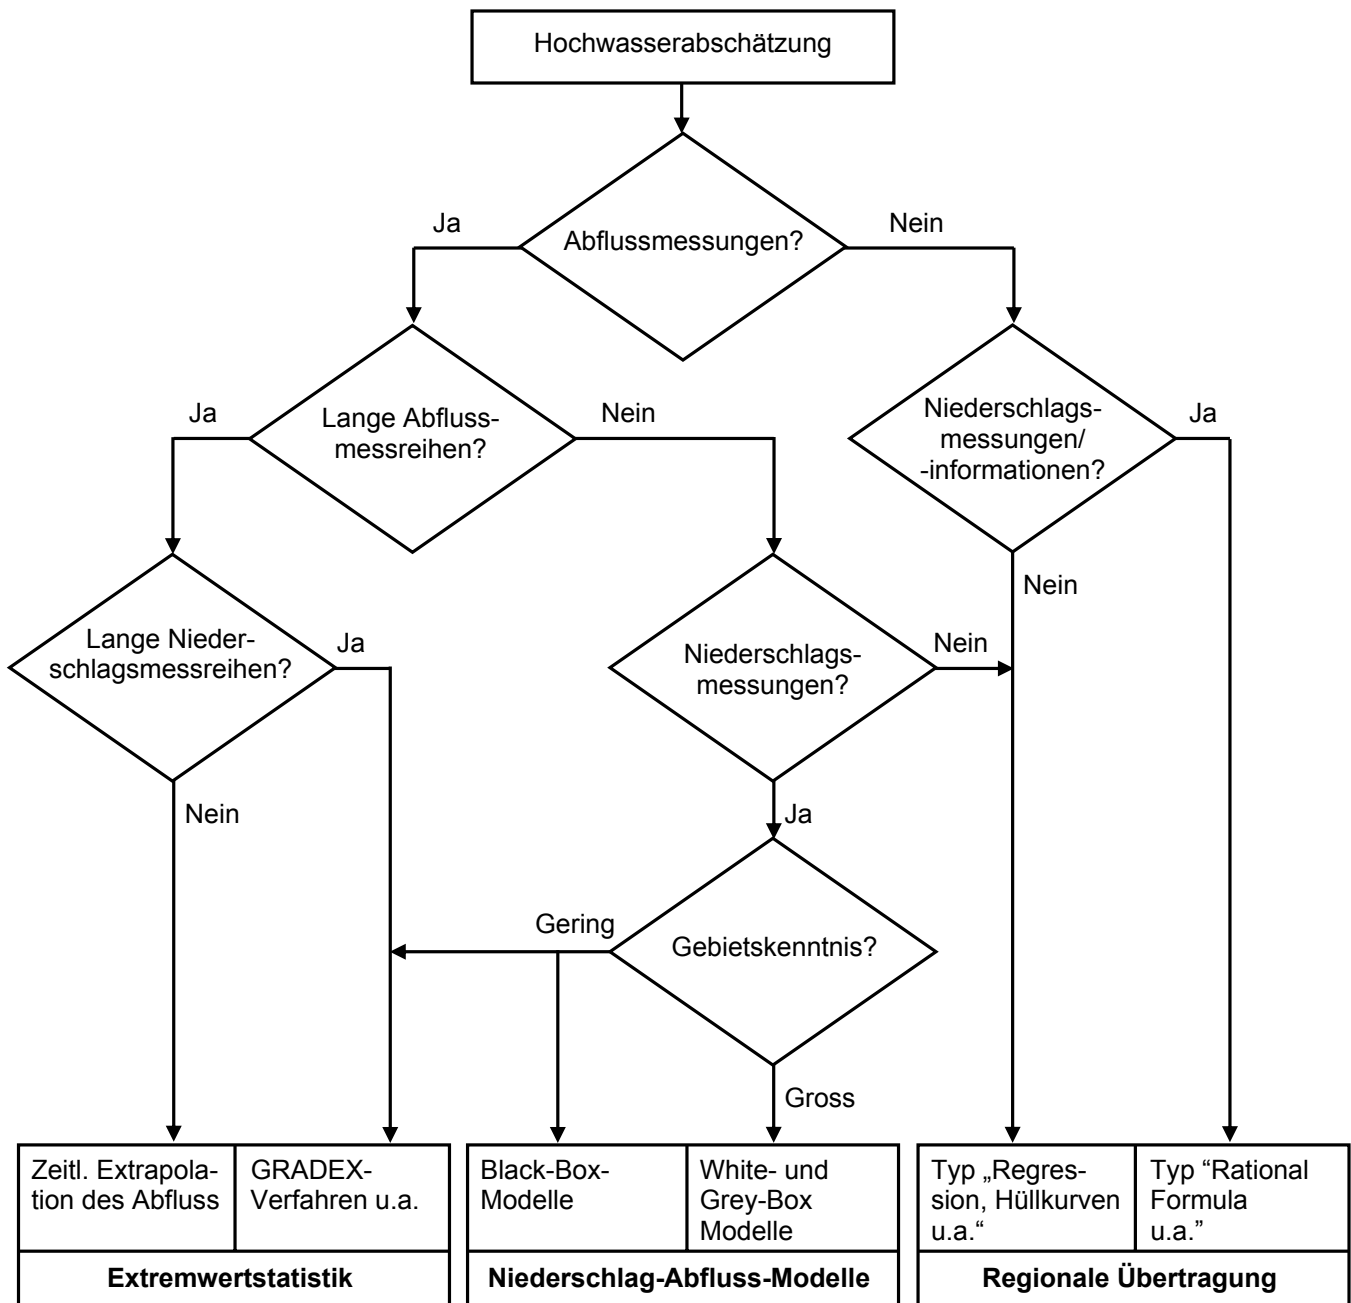 Hochwasserabschätzung
Abflussmessungen?
Ja
Nein
Lange Abfluss-
messreihen?
Ja
Nein
Niederschlags-
messungen/
-informationen?
Ja
Nein
Lange Nieder-
schlagsmessreihen?
Ja
Nein
Niederschlags-
messungen?
Nein
Ja
Gebietskenntnis?
Gering
Gross
Zeitl. Extrapola-
tion des Abfluss
GRADEX-
Verfahren u.a.
Black-Box-
Modelle
White- und
Grey-Box
Modelle
Typ „Regres-
sion, Hüllkurven
u.a.“
Typ “Rational
Formula
u.a.”
Extremwertstatistik
Niederschlag-Abfluss-Modelle
Regionale Übertragung